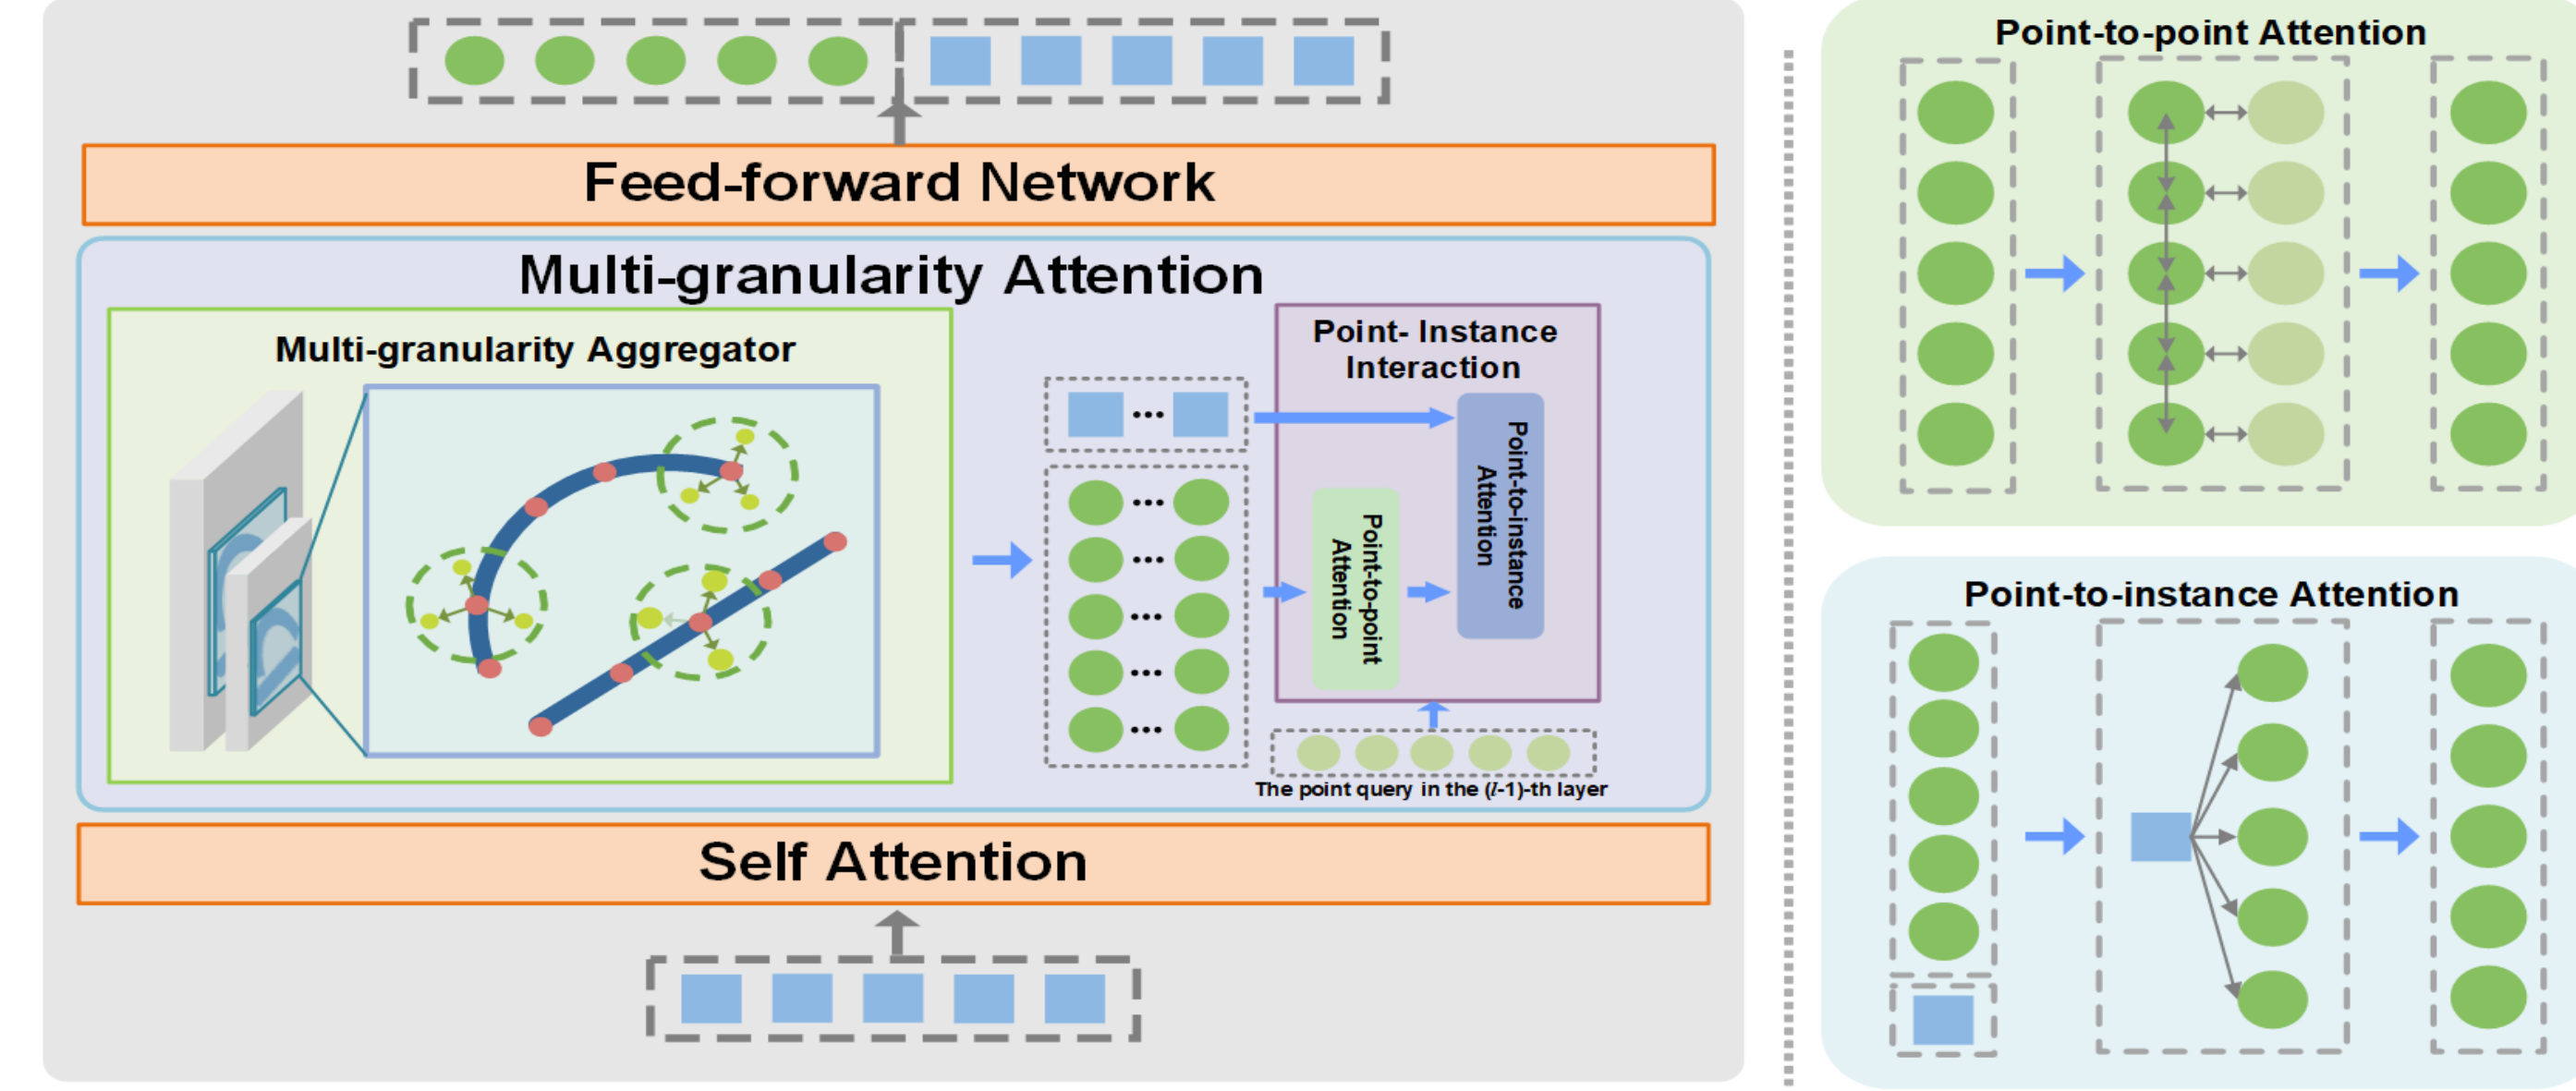 Feed-forward Network
Multi-granularity Attention
Multi-granularity Aggregator
Point- Instance
Interaction
Point-to-instance
Attention
Point-to-point
Attention
The point query in the (l-1)-th layer
Self Attention
Point-to-point Attention
Point-to-instance Attention